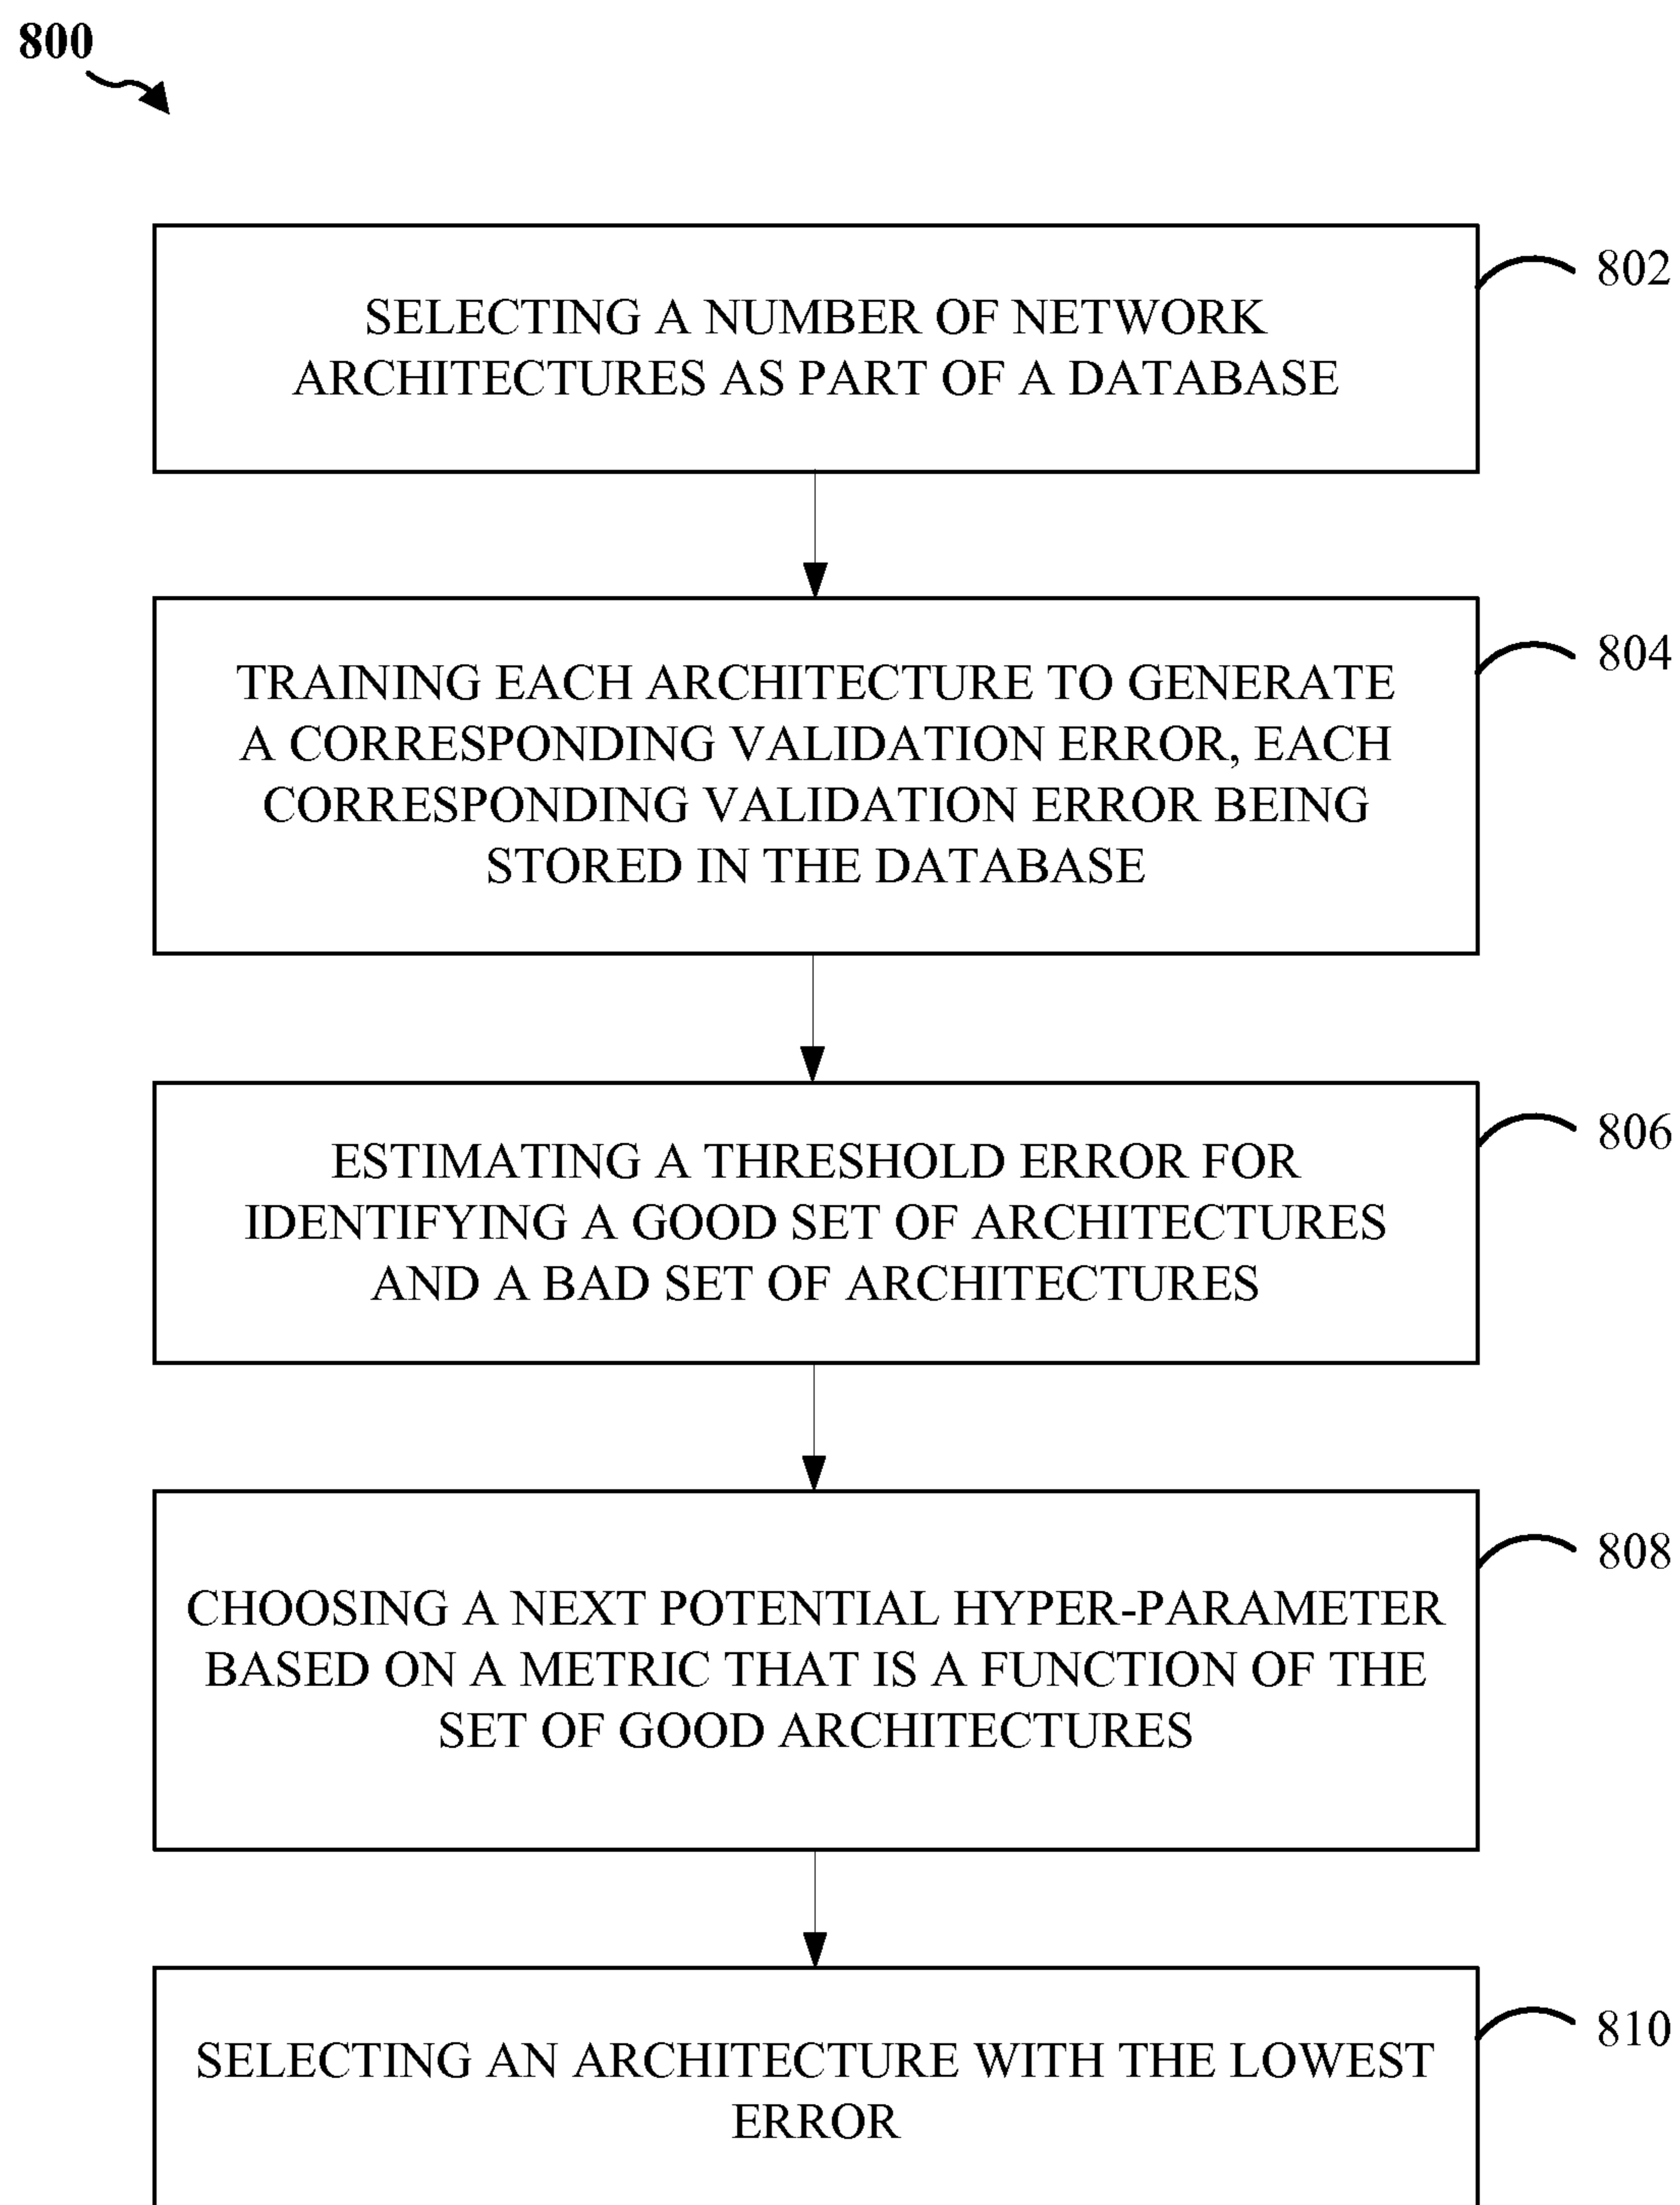 800
802
SELECTING A NUMBER OF NETWORK
ARCHITECTURES AS PART OF A DATABASE
804
TRAINING EACH ARCHITECTURE TO GENERATE
A CORRESPONDING VALIDATION ERROR, EACH
CORRESPONDING VALIDATION ERROR BEING
STORED IN THE DATABASE
806
ESTIMATING A THRESHOLD ERROR FOR
IDENTIFYING A GOOD SET OF ARCHITECTURES
AND A BAD SET OF ARCHITECTURES
808
CHOOSING A NEXT POTENTIAL HYPER-PARAMETER
BASED ON A METRIC THAT IS A FUNCTION OF THE
SET OF GOOD ARCHITECTURES
810
SELECTING AN ARCHITECTURE WITH THE LOWEST
ERROR